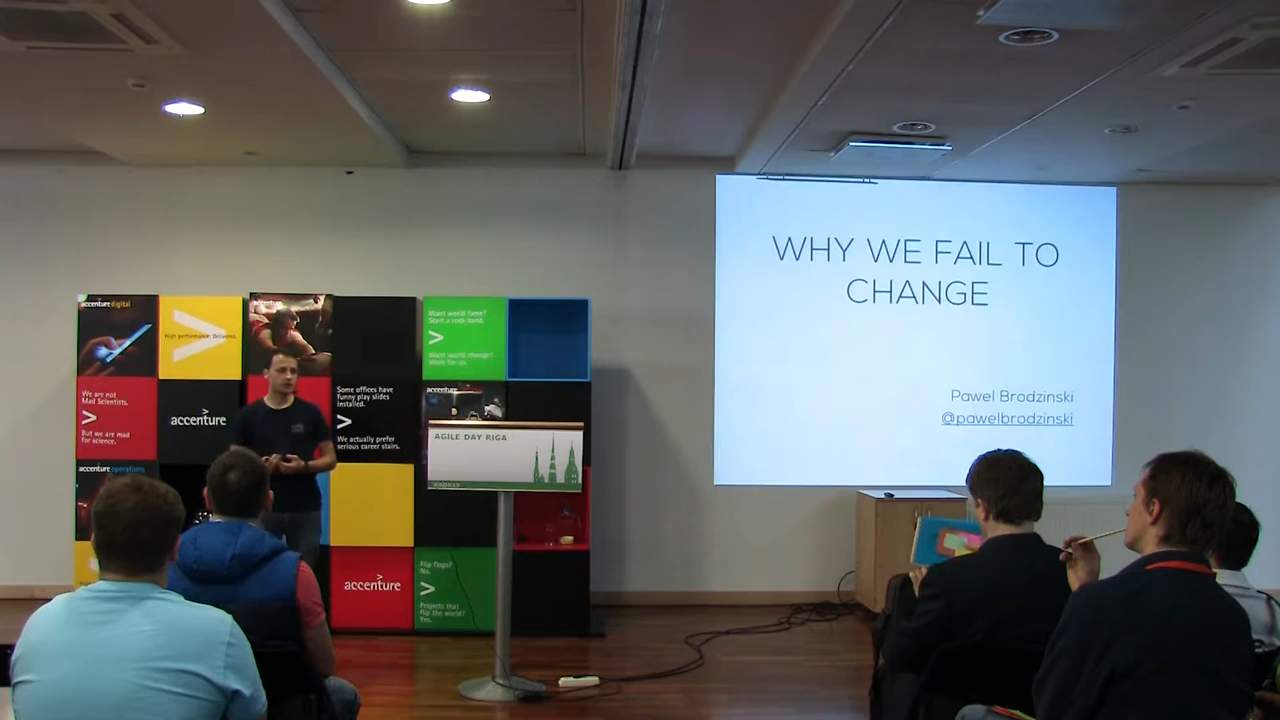 WHY WE FAIL TO
CHANGE
Pawel Brodzinski
@pawelbrodzinski
accenture digital
High performance. Delivered.
accenture
Want world fame?
Start a rock band.
>
Want world change?
Work for us.
We are not
Mad Scientists.
>
But we are mad
for science.
accenture
Some offices have
funny play slides
installed.
>
We actually prefer
serious career stairs.
accenture
AGILE DAY RIGA
accenture operations
accenture
Flip flops?
No.
>
Projects that
flip the world?
Yes.